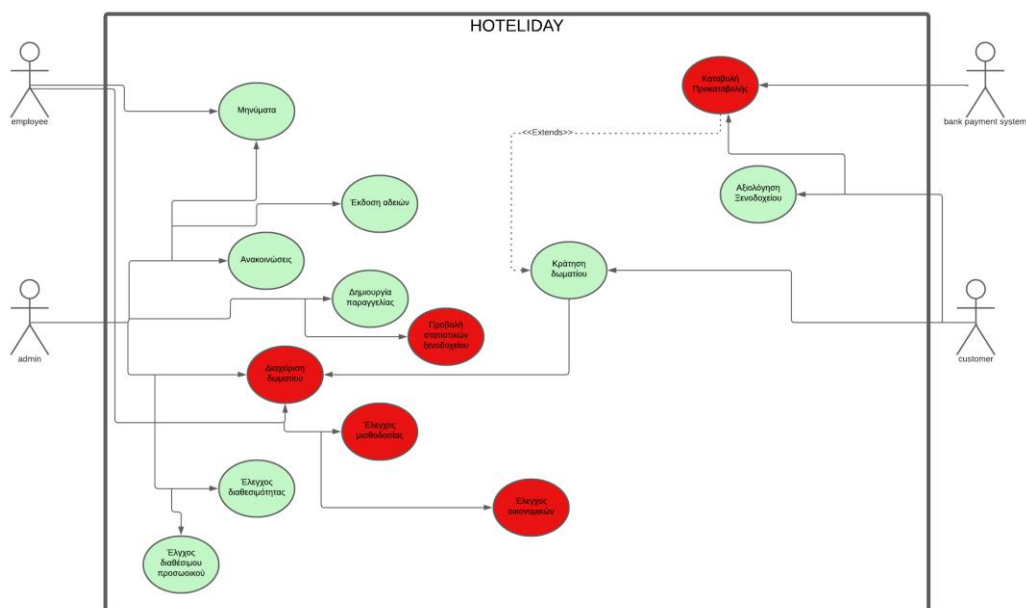 HOTELIDAY
employee
Μηνύματα
Καταβολή
Προκαταβολής
bank payment system
<<Extends>>
Αξιολόγηση
Ξενοδοχείου
Έκδοση αδειών
Ανακοινώσεις
Κράτηση
δωματίου
Δημιουργία
παραγγελίας
Προβολή
στατιστικών
ξενοδοχείου
admin
customer
Διαχείριση
δωματίου
Έλεγχος
μισθοδοσίας
Έλεγχος
διαθεσιμότητας
Έλεγχος
οικονομικών
Έλγχος
διαθέσιμου
προσωοικού